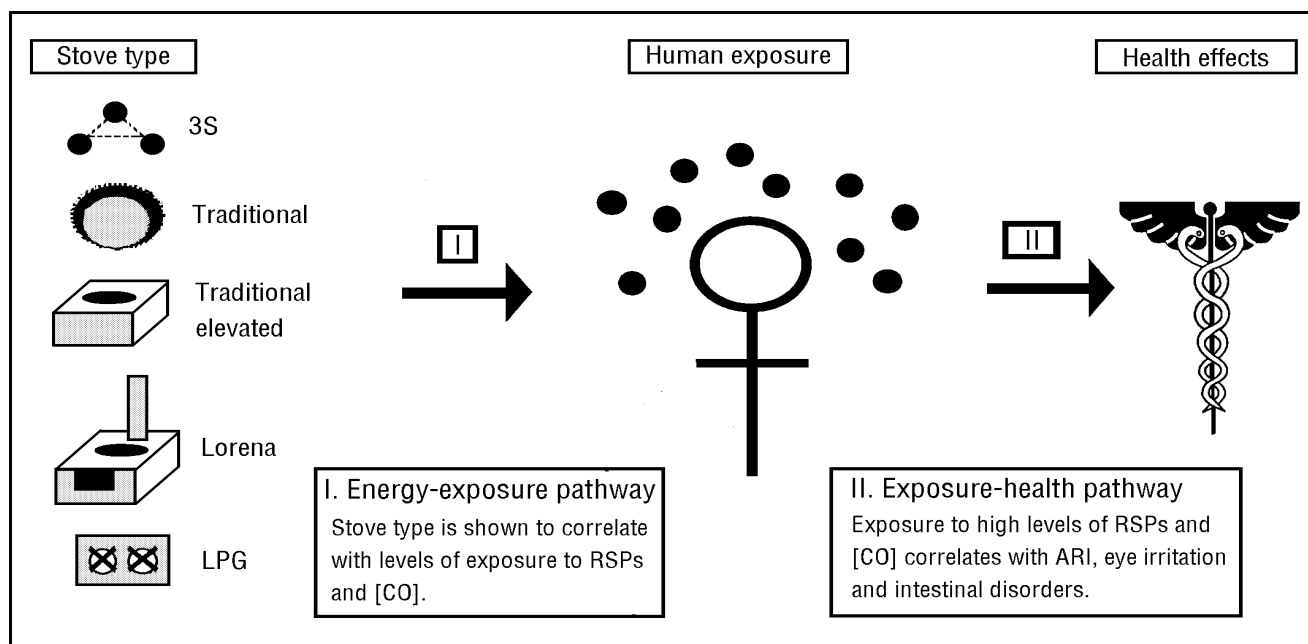 Stove type
Human exposure
Health effects
3S
Traditional
Traditional
elevated
Lorena
LPG
I
II
I. Energy-exposure pathway
Stove type is shown to correlate
with levels of exposure to RSPs
and [CO].
II. Exposure-health pathway
Exposure to high levels of RSPs and
[CO] correlates with ARI, eye irritation
and intestinal disorders.